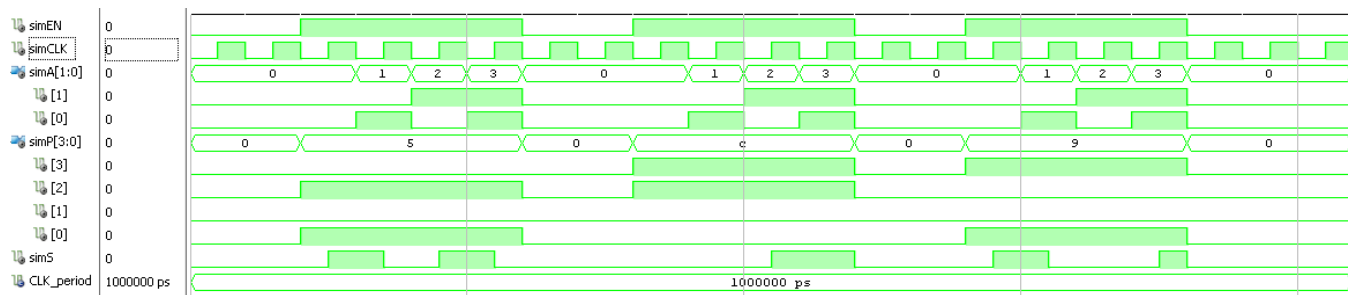 simEN 0
simCLK 0
simA[1:0] 0 0 1 2 3 0 1 2 3 0 1 2 3 0
[1] 0
[0] 0
simP[3:0] 0 0 5 0 c 0 9 0
[3] 0
[2] 0
[1] 0
[0] 0
simS 0
CLK_period 1000000 ps 1000000 ps